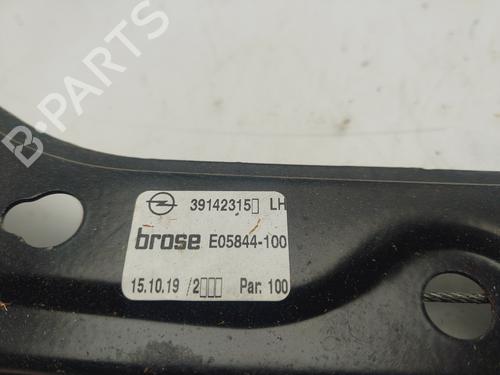 B-PARTS
39142315▯ LH
brose E05844-100
15.10.19 /2▯▯▯ Par. 100